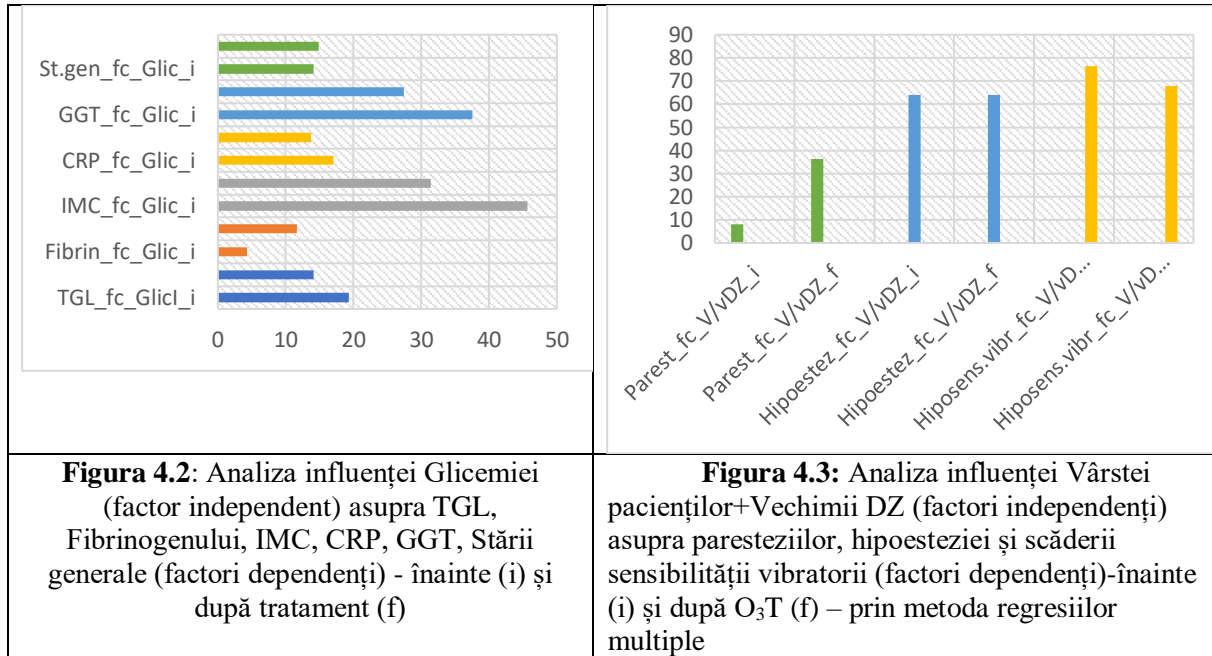 St.gen_fc_Glic_i
GGT_fc_Glic_i
CRP_fc_Glic_i
IMC_fc_Glic_i
Fibrin_fc_Glic_i
TGL_fc_GlicI_i
0 10 20 30 40 50
90
80
70
60
50
40
30
20
10
0
Parest_fc_V/vDZ_i
Parest_fc_V/vDZ_f
Hipoestez_fc_V/vDZ_i
Hipoestez_fc_V/vDZ_f
Hiposens.vibr_fc_V/vD...
Hiposens.vibr_fc_V/vD...
Figura 4.2: Analiza influenței Glicemiei
(factor independent) asupra TGL,
Fibrinogenului, IMC, CRP, GGT, Stării
generale (factori dependenți) - înainte (i) și
după tratament (f)
Figura 4.3: Analiza influenței Vârstei
pacienților+Vechimii DZ (factori independenți)
asupra paresteziilor, hipoesteziei și scăderii
sensibilității vibratorii (factori dependenți)-înainte
(i) și după O₃T (f) – prin metoda regresiilor
multiple